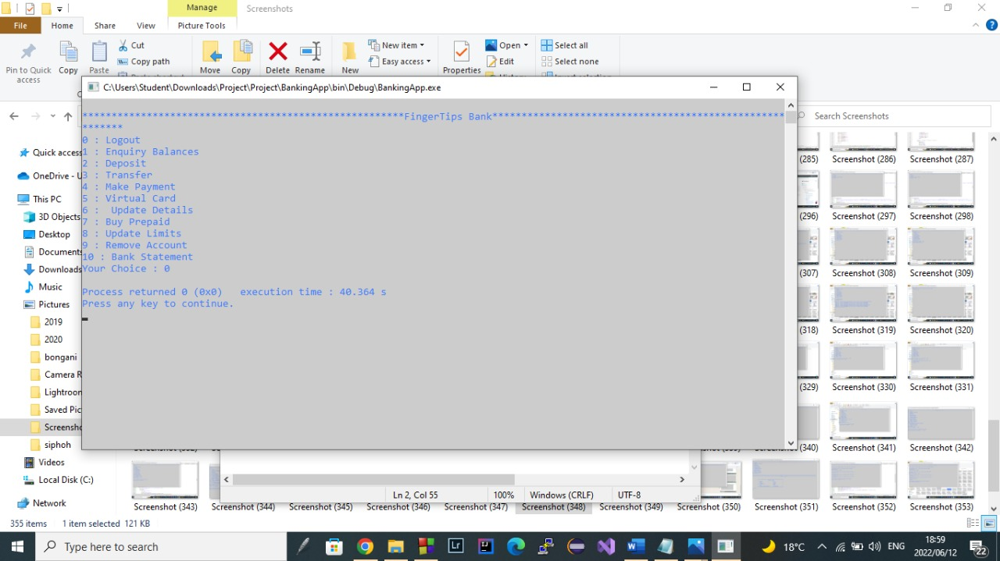 Manage
Screenshots
File
Home
Share
View
Picture Tools
Pin to Quick access
Copy
Paste
Cut
Copy path
Move
Copy
Delete
Rename
New
New item
Easy access
Properties
Open
Edit
Select all
Select none
C:\Users\Student\Downloads\Project\Project\BankingApp\bin\Debug\BankingApp.exe
Search Screenshots
*******************************************************FingerTips Bank**************************************************
*******
0 : Logout
1 : Enquiry Balances
2 : Deposit
3 : Transfer
4 : Make Payment
5 : Virtual Card
6 :  Update Details
7 : Buy Prepaid
8 : Update Limits
9 : Remove Account
10 : Bank Statement
Your Choice : 0
Process returned 0 (0x0)   execution time : 40.364 s
Press any key to continue.
Quick access
OneDrive - U
This PC
3D Objects
Desktop
Documents
Downloads
Music
Pictures
2019
2020
bongani
Camera R
Lightroom
Saved Pic
Screensho
siphoh
Videos
Local Disk (C:)
Network
(285) Screenshot (286) Screenshot (287)
(296) Screenshot (297) Screenshot (298)
(307) Screenshot (308) Screenshot (309)
(318) Screenshot (319) Screenshot (320)
(329) Screenshot (330) Screenshot (331)
(340) Screenshot (341) Screenshot (342)
Ln 2, Col 55 100% Windows (CRLF) UTF-8
Screenshot (343) Screenshot (344) Screenshot (345) Screenshot (346) Screenshot (347) Screenshot (348) Screenshot (349) Screenshot (350) Screenshot (351) Screenshot (352) Screenshot (353)
355 items 1 item selected 121 KB
Type here to search
18°C
ENG
18:59
2022/06/12
22